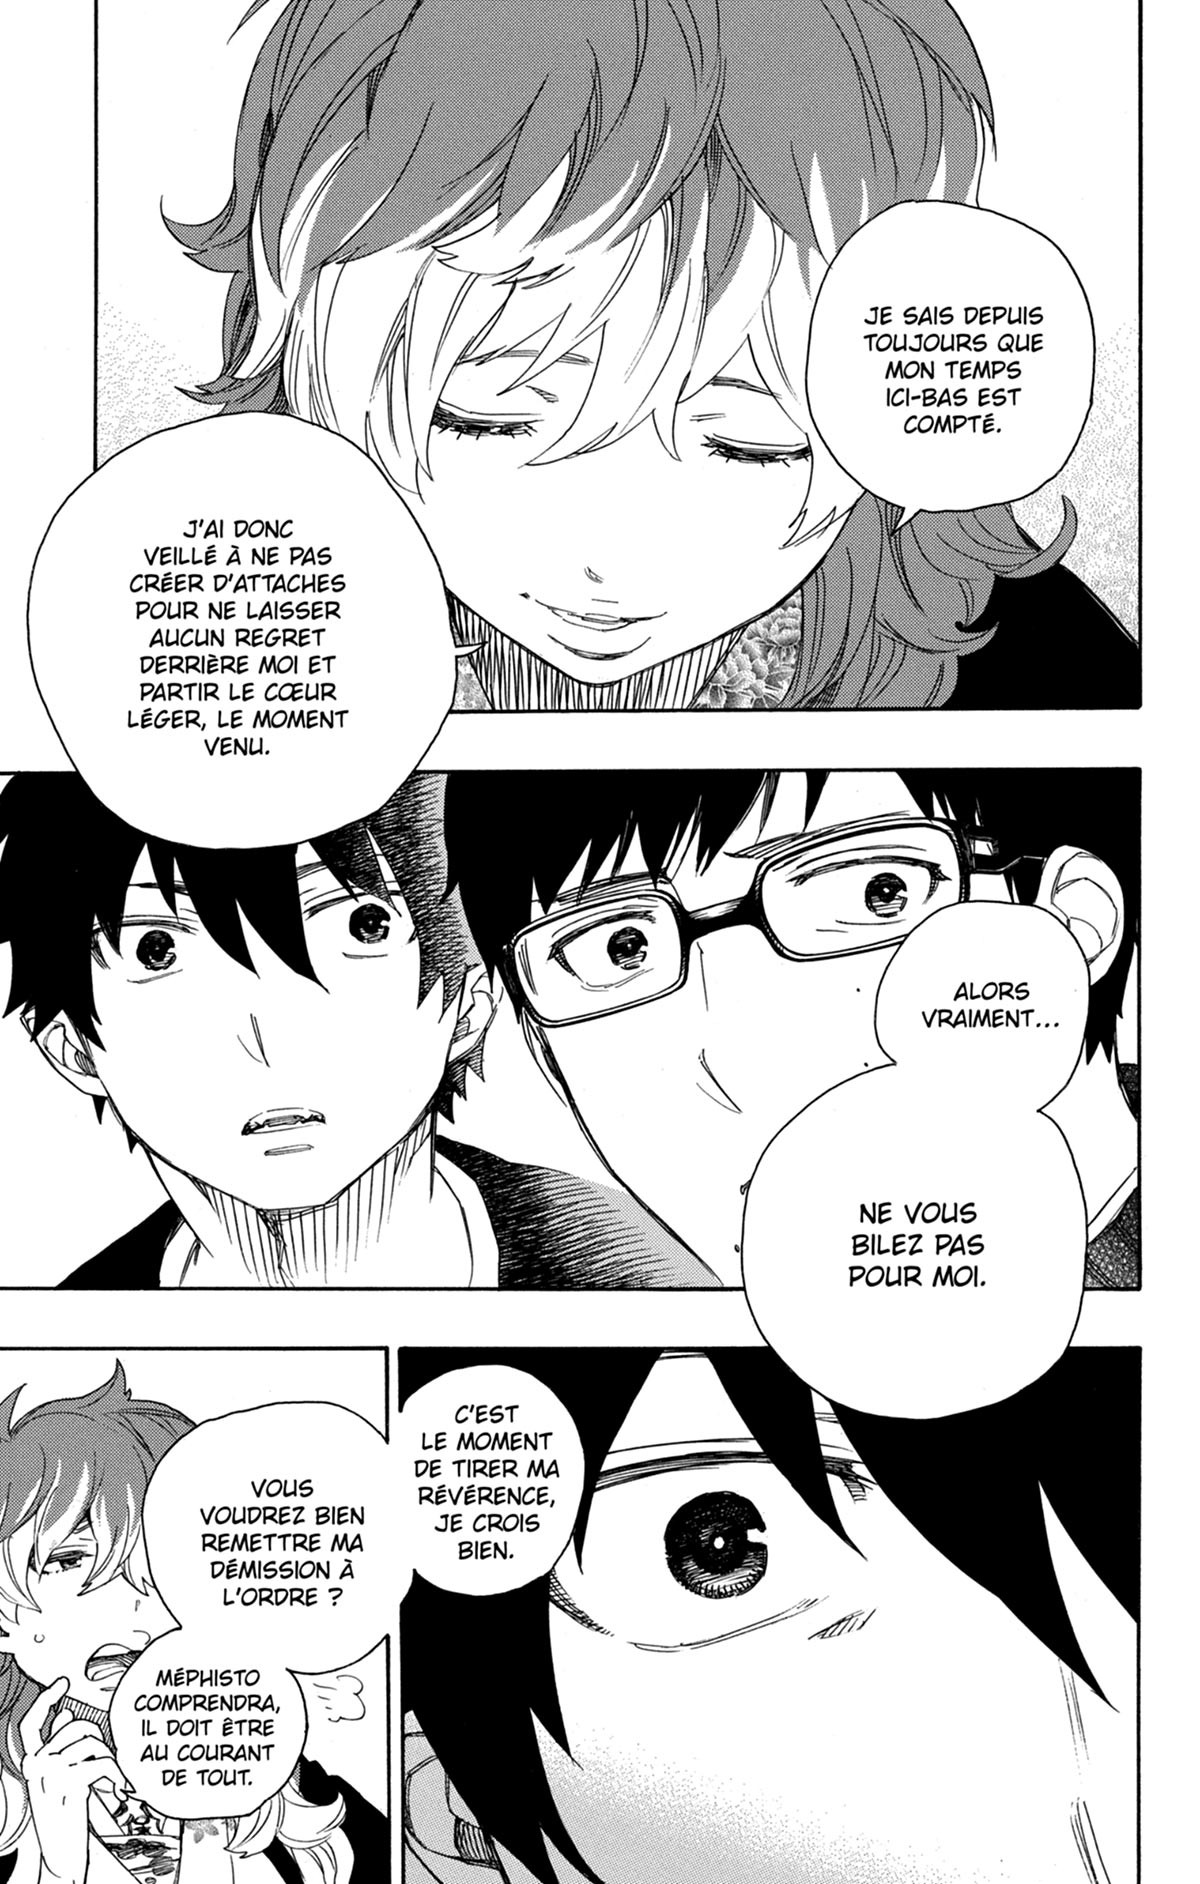 JE SAIS DEPUIS
TOUJOURS QUE
MON TEMPS
ICI-BAS EST
COMPTÉ.
J'AI DONC
VEILLÉ À NE PAS
CRÉER D'ATTACHES
POUR NE LAISSER
AUCUN REGRET
DERRIÈRE MOI ET
PARTIR LE CŒUR
LÉGER, LE MOMENT
VENU.
ALORS
VRAIMENT...
NE VOUS
BILEZ PAS
POUR MOI.
C'EST
LE MOMENT
DE TIRER MA
RÉVÉRENCE,
JE CROIS
BIEN.
VOUS
VOUDREZ BIEN
REMETTRE MA
DÉMISSION À
L'ORDRE ?
MÉPHISTO
COMPRENDRA,
IL DOIT ÊTRE
AU COURANT
DE TOUT.